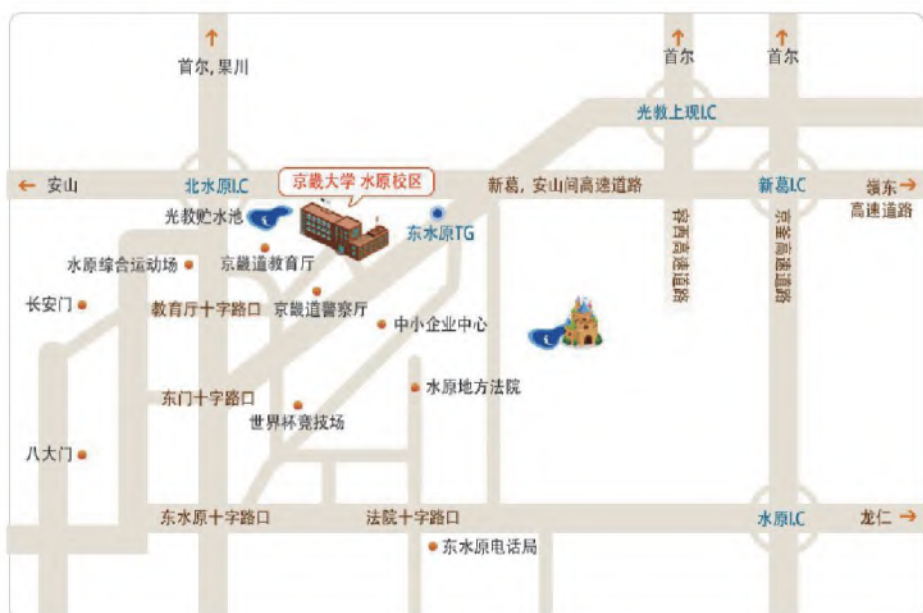 首尔
首尔
首尔, 果川
光教上现I.C
安山
北水原I.C
京畿大学 水原校区
新葛, 安山间高速道路
新葛I.C
嶺东
高速道路
光教贮水池
东水原TG
水原综合运动场
京畿道教育厅
京釜高速道路
长安门
教育厅十字路口
京畿道警察厅
中小企业中心
水原地方法院
东门十字路口
世界杯竞技场
八大门
东水原十字路口
法院十字路口
水原I.C
龙仁
东水原电话局